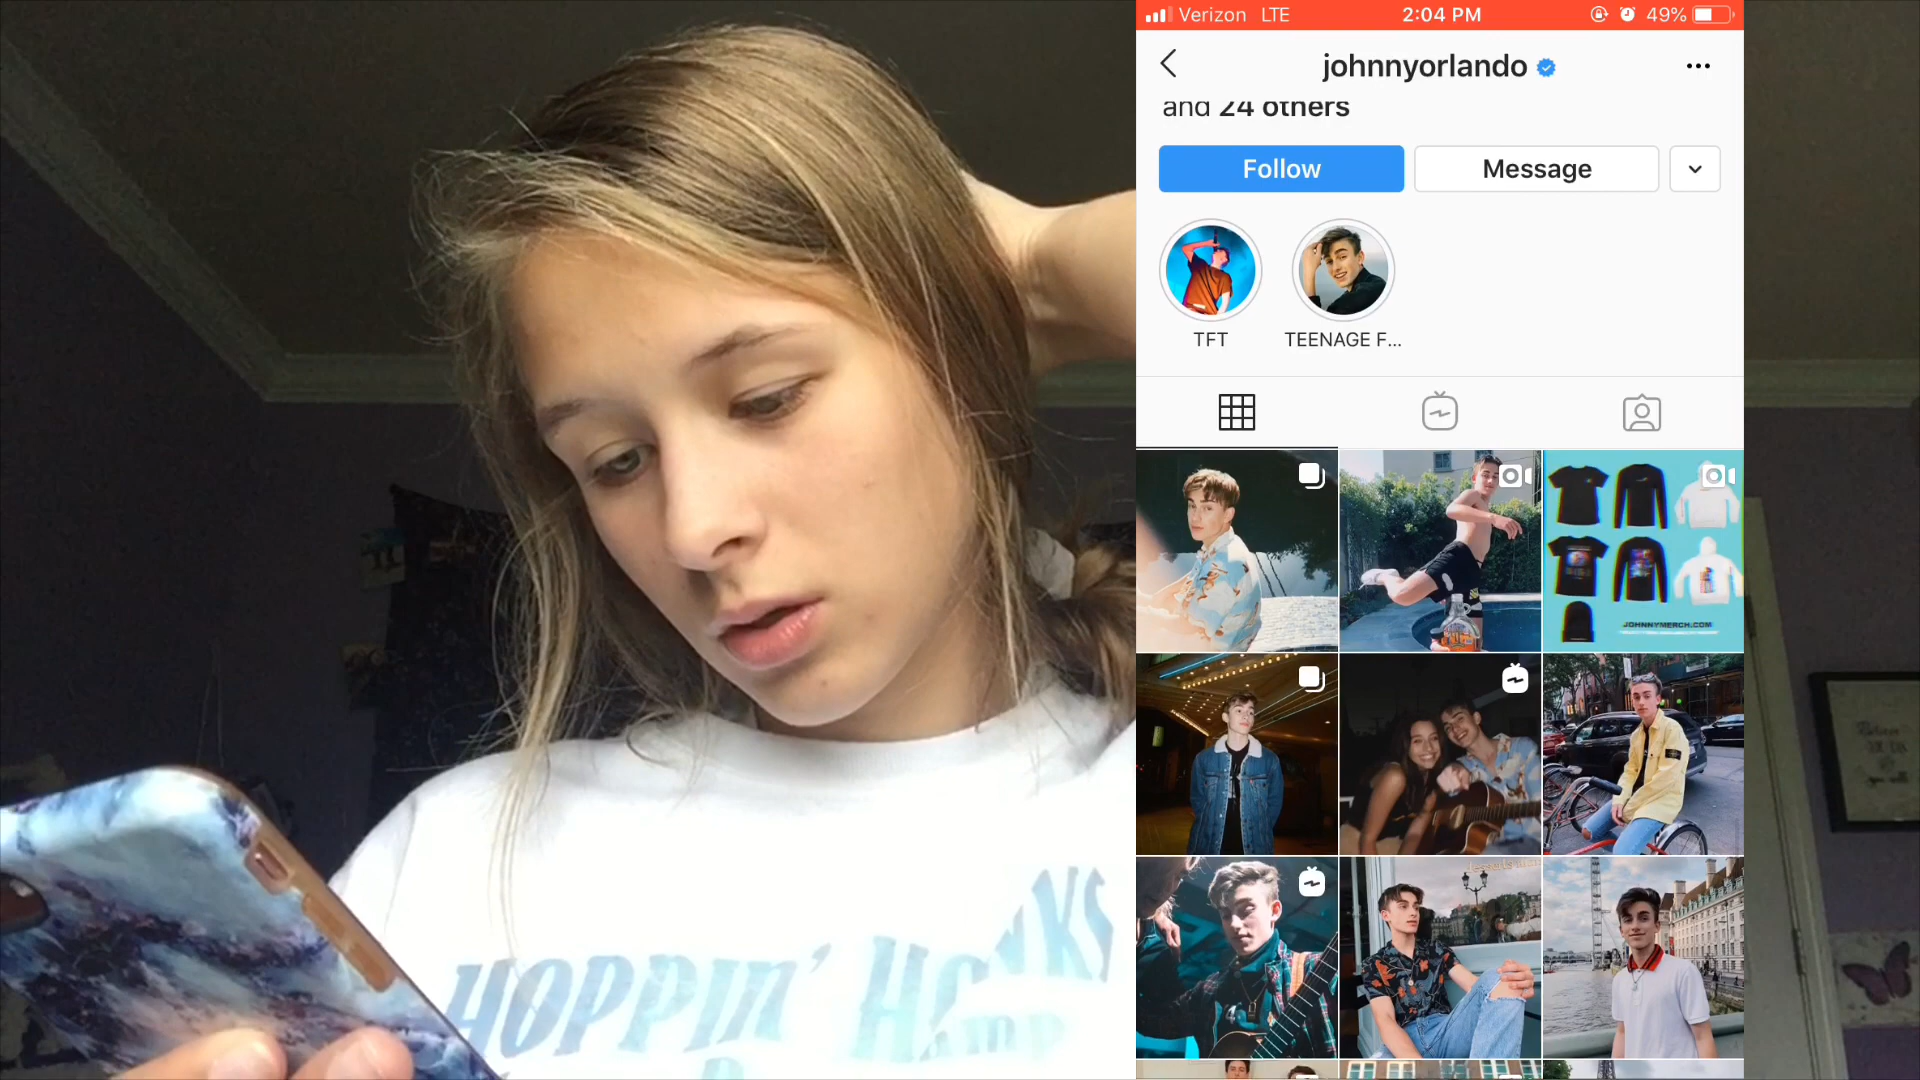 Verizon LTE 2:04 PM 49%
johnnyorlando
and 24 others
Follow Message
TFT TEENAGE F...
JOHNNYMERCH.COM
HOPPIN'